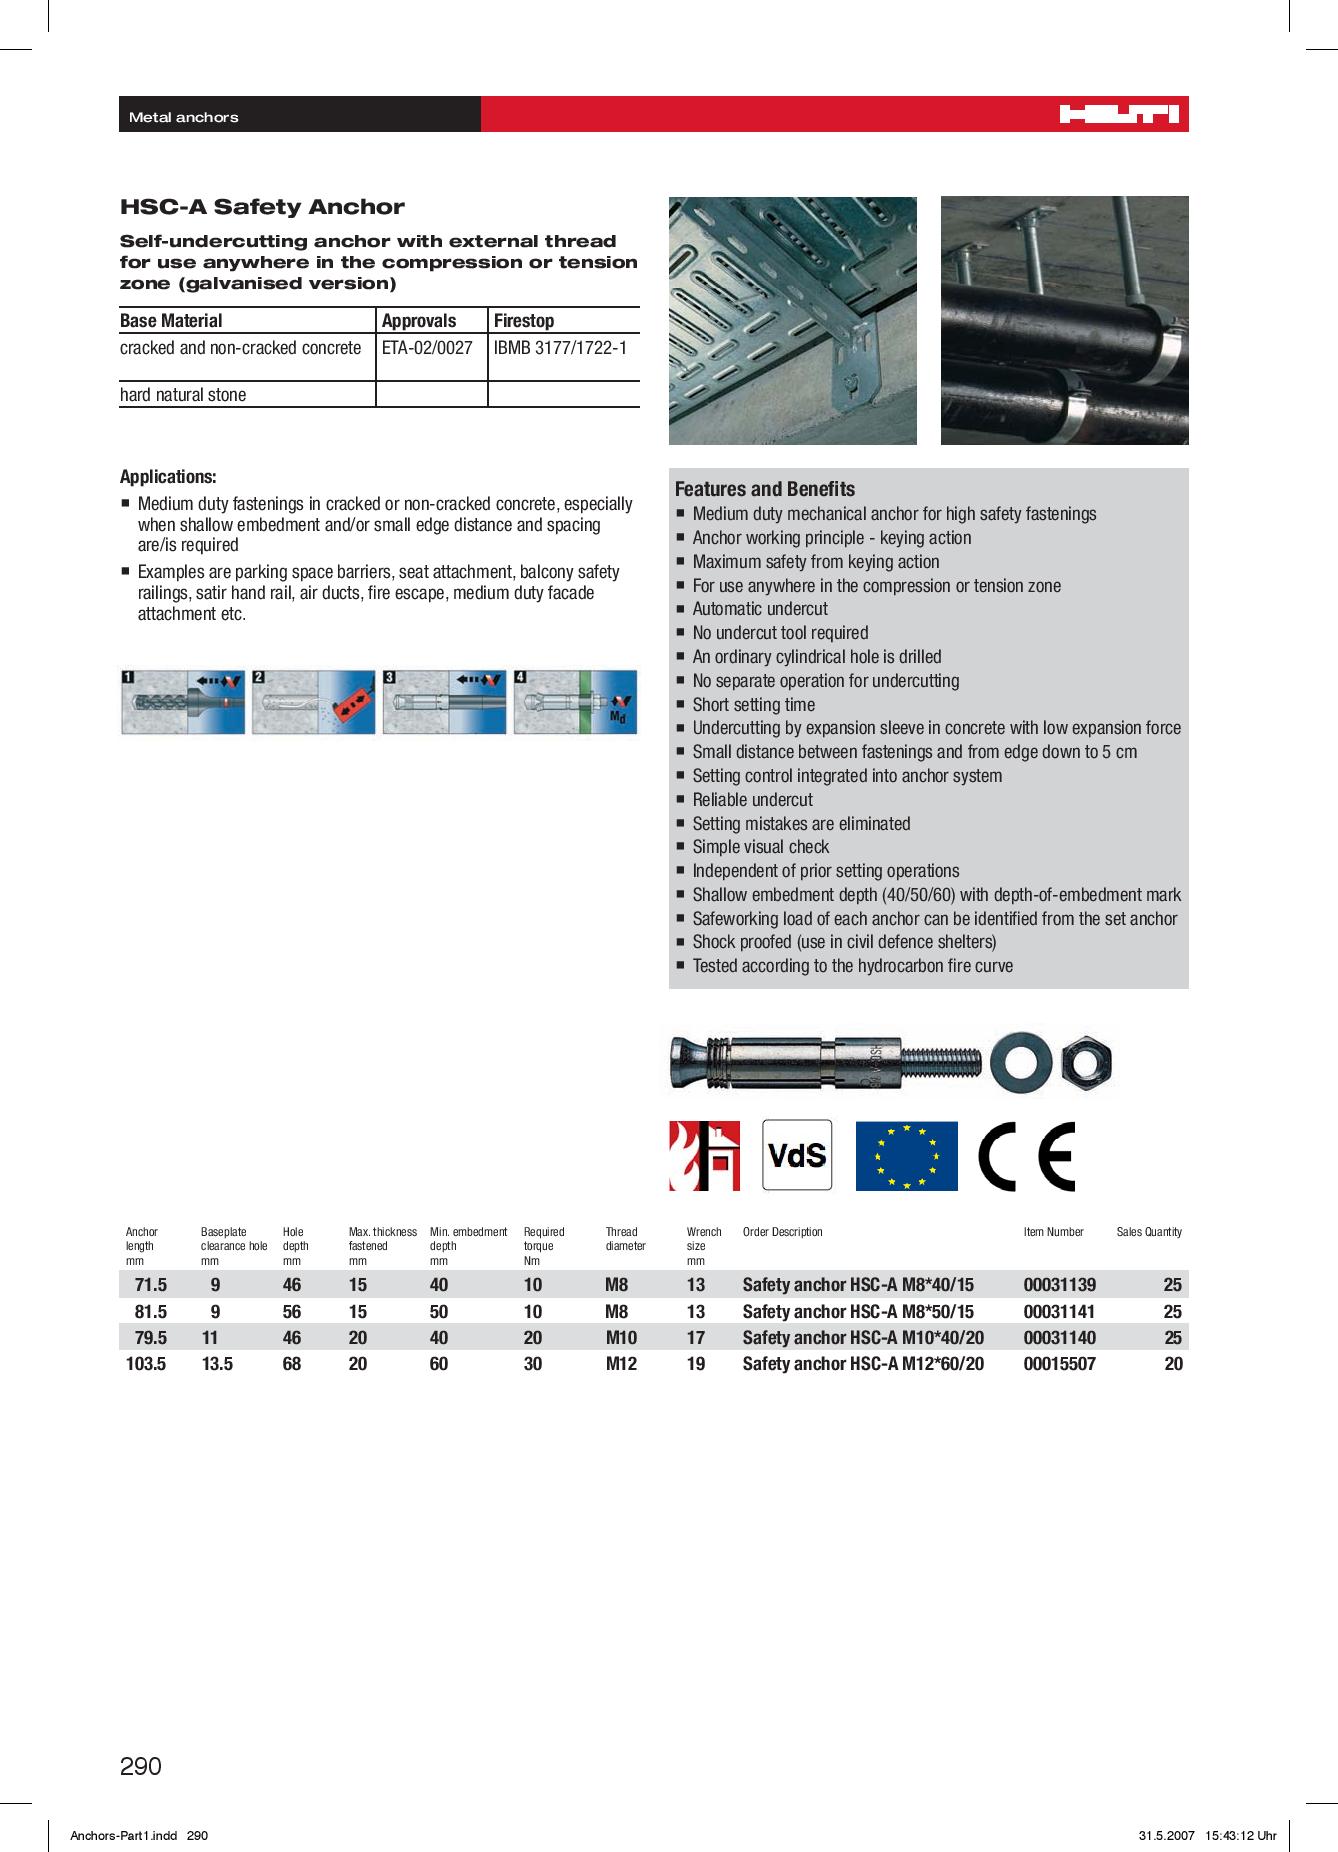 Metal anchors
HILTI
HSC-A Safety Anchor
Self-undercutting anchor with external thread
for use anywhere in the compression or tension
zone (galvanised version)
Base Material Approvals Firestop
cracked and non-cracked concrete ETA-02/0027 IBMB 3177/1722-1
hard natural stone
Applications:
■ Medium duty fastenings in cracked or non-cracked concrete, especially
when shallow embedment and/or small edge distance and spacing
are/is required
■ Examples are parking space barriers, seat attachment, balcony safety
railings, satir hand rail, air ducts, fire escape, medium duty facade
attachment etc.
1 2 3 4
Md
Features and Benefits
■ Medium duty mechanical anchor for high safety fastenings
■ Anchor working principle - keying action
■ Maximum safety from keying action
■ For use anywhere in the compression or tension zone
■ Automatic undercut
■ No undercut tool required
■ An ordinary cylindrical hole is drilled
■ No separate operation for undercutting
■ Short setting time
■ Undercutting by expansion sleeve in concrete with low expansion force
■ Small distance between fastenings and from edge down to 5 cm
■ Setting control integrated into anchor system
■ Reliable undercut
■ Setting mistakes are eliminated
■ Simple visual check
■ Independent of prior setting operations
■ Shallow embedment depth (40/50/60) with depth-of-embedment mark
■ Safeworking load of each anchor can be identified from the set anchor
■ Shock proofed (use in civil defence shelters)
■ Tested according to the hydrocarbon fire curve
VdS
CE
Anchor Baseplate Hole Max. thickness Min. embedment Required Thread Wrench Order Description Item Number Sales Quantity
length clearance hole depth fastened depth torque diameter size
mm mm mm mm mm Nm mm
71.5 9 46 15 40 10 M8 13 Safety anchor HSC-A M8*40/15 00031139 25
81.5 9 56 15 50 10 M8 13 Safety anchor HSC-A M8*50/15 00031141 25
79.5 11 46 20 40 20 M10 17 Safety anchor HSC-A M10*40/20 00031140 25
103.5 13.5 68 20 60 30 M12 19 Safety anchor HSC-A M12*60/20 00015507 20
290
Anchors-Part1.indd 290 31.5.2007 15:43:12 Uhr